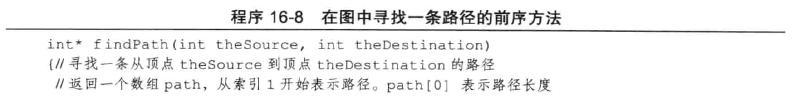 程序 16-8 在图中寻找一条路径的前序方法
int* findPath(int theSource, int theDestination)
{// 寻找一条从顶点 theSource 到顶点 theDestination 的路径
// 返回一个数组 path，从索引 1 开始表示路径。path[0] 表示路径长度